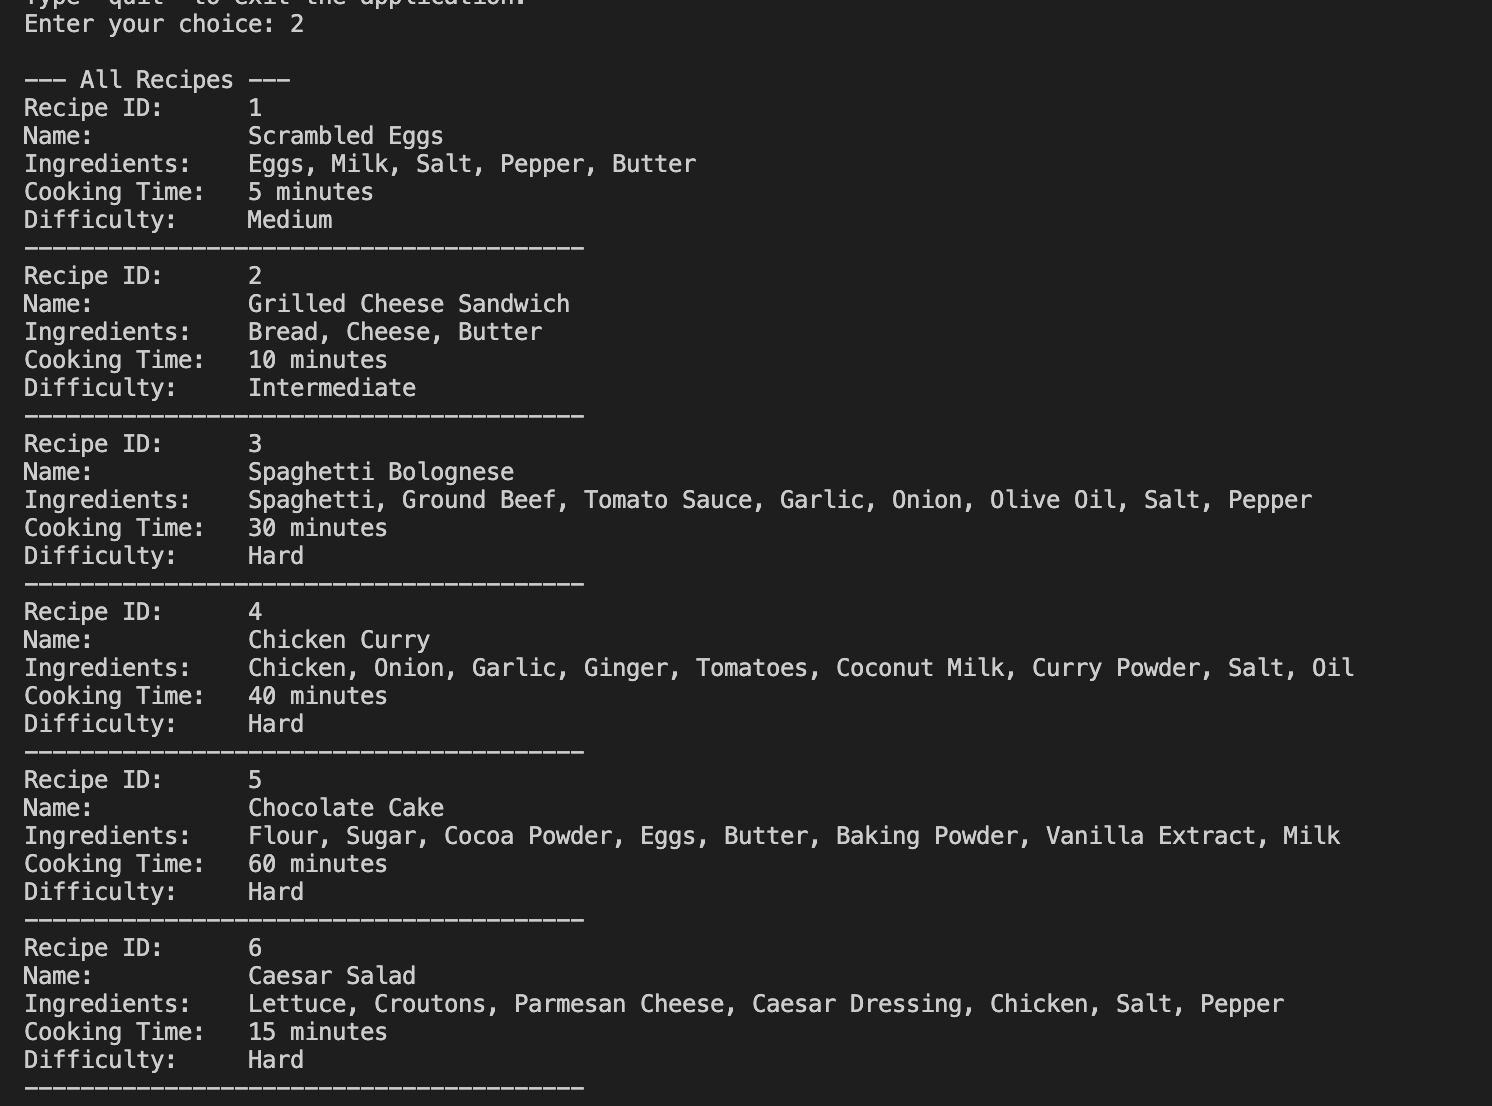 Type 'quit' to exit the application.
Enter your choice: 2
--- All Recipes ---
Recipe ID:      1
Name:           Scrambled Eggs
Ingredients:    Eggs, Milk, Salt, Pepper, Butter
Cooking Time:   5 minutes
Difficulty:     Medium
----------------------------------------
Recipe ID:      2
Name:           Grilled Cheese Sandwich
Ingredients:    Bread, Cheese, Butter
Cooking Time:   10 minutes
Difficulty:     Intermediate
----------------------------------------
Recipe ID:      3
Name:           Spaghetti Bolognese
Ingredients:    Spaghetti, Ground Beef, Tomato Sauce, Garlic, Onion, Olive Oil, Salt, Pepper
Cooking Time:   30 minutes
Difficulty:     Hard
----------------------------------------
Recipe ID:      4
Name:           Chicken Curry
Ingredients:    Chicken, Onion, Garlic, Ginger, Tomatoes, Coconut Milk, Curry Powder, Salt, Oil
Cooking Time:   40 minutes
Difficulty:     Hard
----------------------------------------
Recipe ID:      5
Name:           Chocolate Cake
Ingredients:    Flour, Sugar, Cocoa Powder, Eggs, Butter, Baking Powder, Vanilla Extract, Milk
Cooking Time:   60 minutes
Difficulty:     Hard
----------------------------------------
Recipe ID:      6
Name:           Caesar Salad
Ingredients:    Lettuce, Croutons, Parmesan Cheese, Caesar Dressing, Chicken, Salt, Pepper
Cooking Time:   15 minutes
Difficulty:     Hard
----------------------------------------